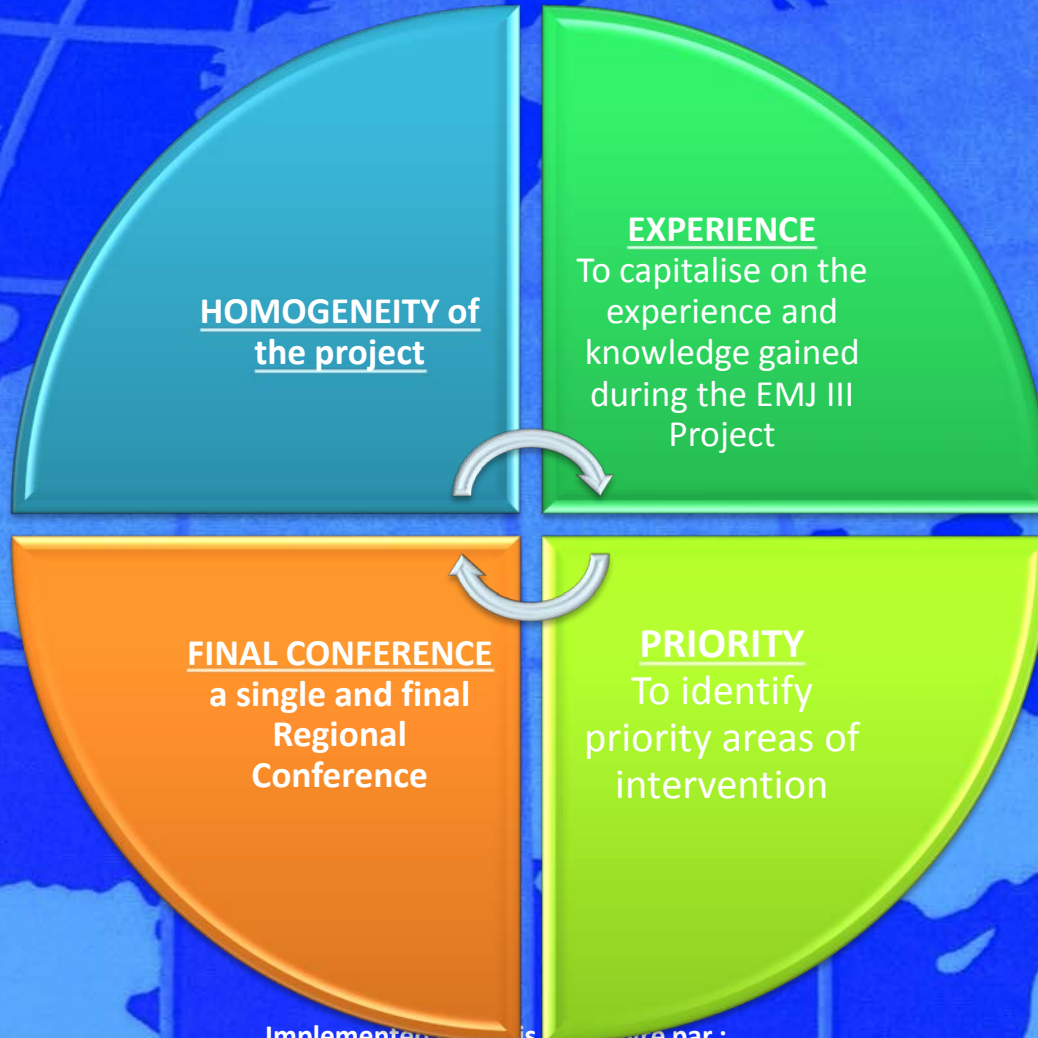 HOMOGENEITY of
the project
EXPERIENCE
To capitalise on the
experience and
knowledge gained
during the EMJ III
Project
FINAL CONFERENCE
a single and final
Regional
Conference
PRIORITY
To identify
priority areas of
intervention
par :